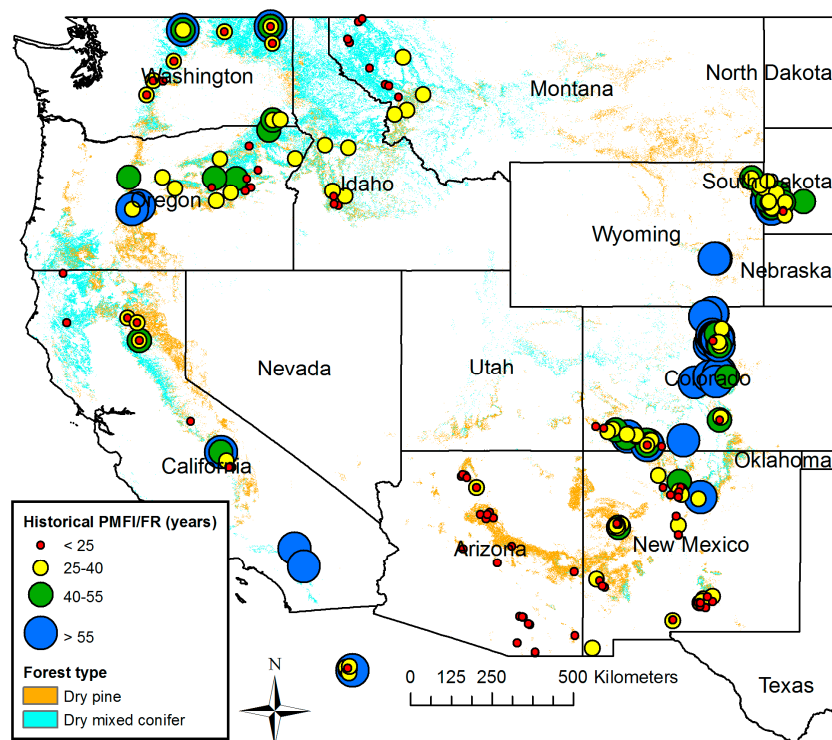 Washington
Montana
North Dakota
Oregon
Idaho
South Dakota
Wyoming
Nebraska
Nevada
Utah
Colorado
California
Oklahoma
Arizona
New Mexico
Texas
Historical PMFI/FR (years)
< 25
25-40
40-55
> 55
Forest type
Dry pine
Dry mixed conifer
N
0 125 250 500 Kilometers